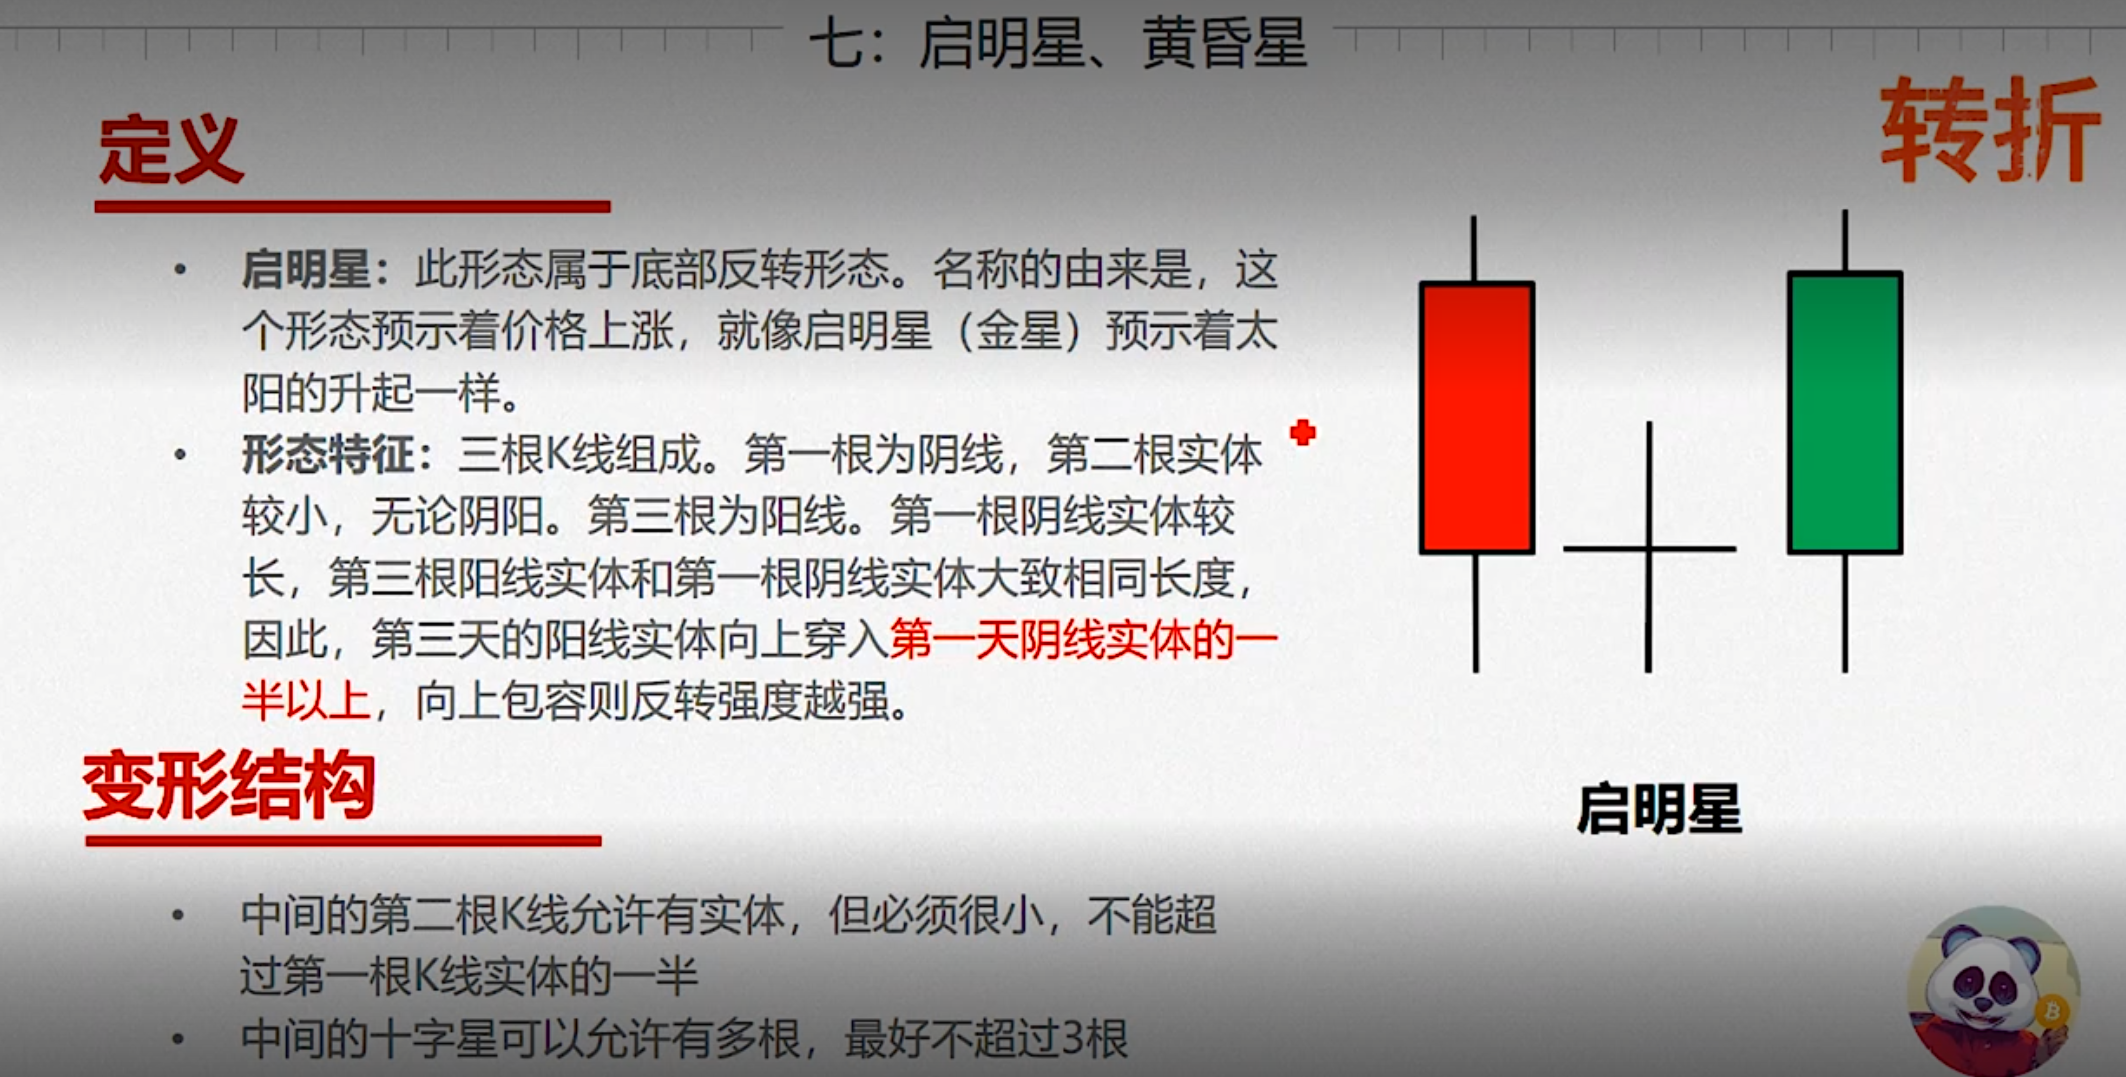 七：启明星、黄昏星
转折
定义
• 启明星：此形态属于底部反转形态。名称的由来是，这
个形态预示着价格上涨，就像启明星（金星）预示着太
阳的升起一样。
• 形态特征：三根K线组成。第一根为阴线，第二根实体
较小，无论阴阳。第三根为阳线。第一根阴线实体较
长，第三根阳线实体和第一根阴线实体大致相同长度，
因此，第三天的阳线实体向上穿入第一天阴线实体的一
半以上，向上包容则反转强度越强。
启明星
变形结构
• 中间的第二根K线允许有实体，但必须很小，不能超
过第一根K线实体的一半
• 中间的十字星可以允许有多根，最好不超过3根